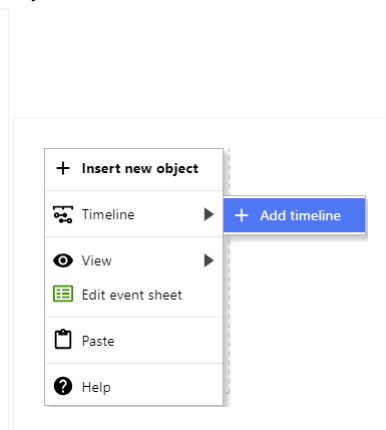 Insert new object
Timeline
Add timeline
View
Edit event sheet
Paste
Help